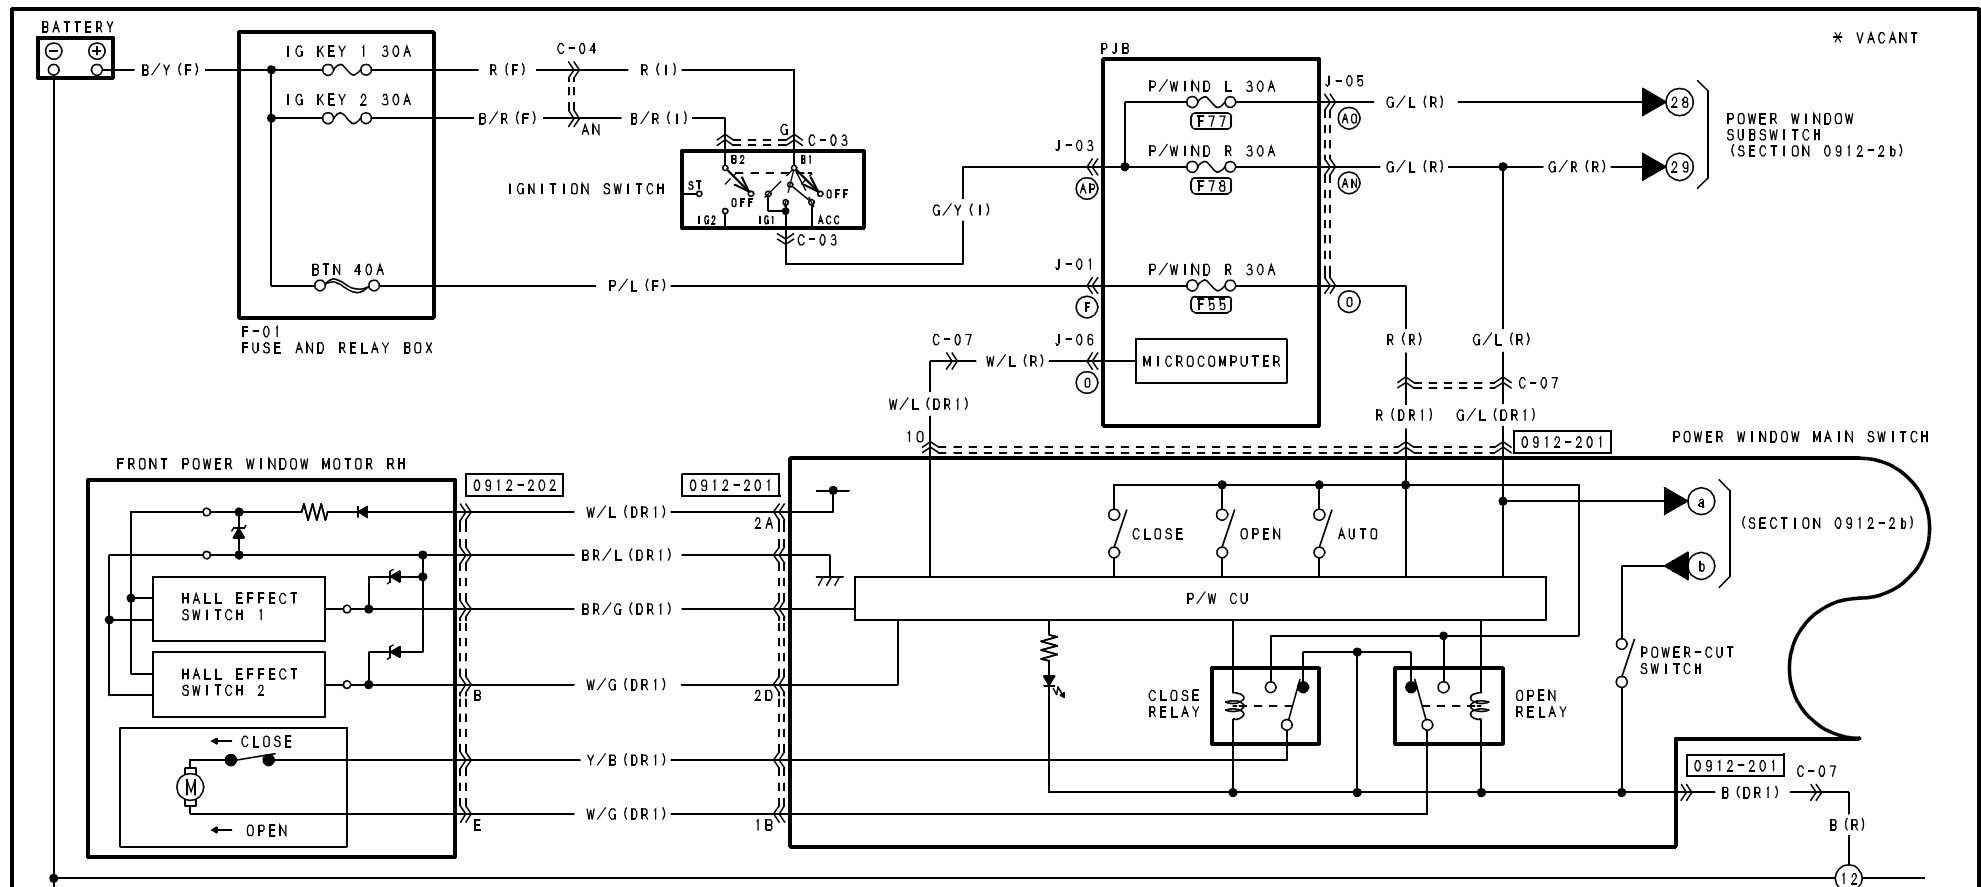 BATTERY
* VACANT
− +
B/Y (F)
IG KEY 1 30A
R (F)
C-04
R (I)
IG KEY 2 30A
B/R (F)
AN
B/R (I)
BTN 40A
P/L (F)
F-01
FUSE AND RELAY BOX
G
C-03
B2
B1
IGNITION SWITCH
ST
OFF
OFF
IG2
IG1
ACC
C-03
G/Y (I)
PJB
P/WIND L 30A
F77
J-05
AO
G/L (R)
28
J-03
AP
P/WIND R 30A
F78
AN
G/L (R)
G/R (R)
29
POWER WINDOW
SUBSWITCH
(SECTION 0912-2b)
J-01
F
P/WIND R 30A
F55
O
C-07
W/L (R)
J-06
O
MICROCOMPUTER
R (R)
G/L (R)
C-07
W/L (DR1)
R (DR1)
G/L (DR1)
10
0912-201
POWER WINDOW MAIN SWITCH
FRONT POWER WINDOW MOTOR RH
0912-202
0912-201
W/L (DR1)
2A
BR/L (DR1)
CLOSE
OPEN
AUTO
a
(SECTION 0912-2b)
b
HALL EFFECT
SWITCH 1
BR/G (DR1)
P/W CU
HALL EFFECT
SWITCH 2
B
W/G (DR1)
2D
CLOSE
RELAY
OPEN
RELAY
POWER-CUT
SWITCH
← CLOSE
Y/B (DR1)
M
← OPEN
E
W/G (DR1)
1B
0912-201
C-07
B (DR1)
B (R)
12